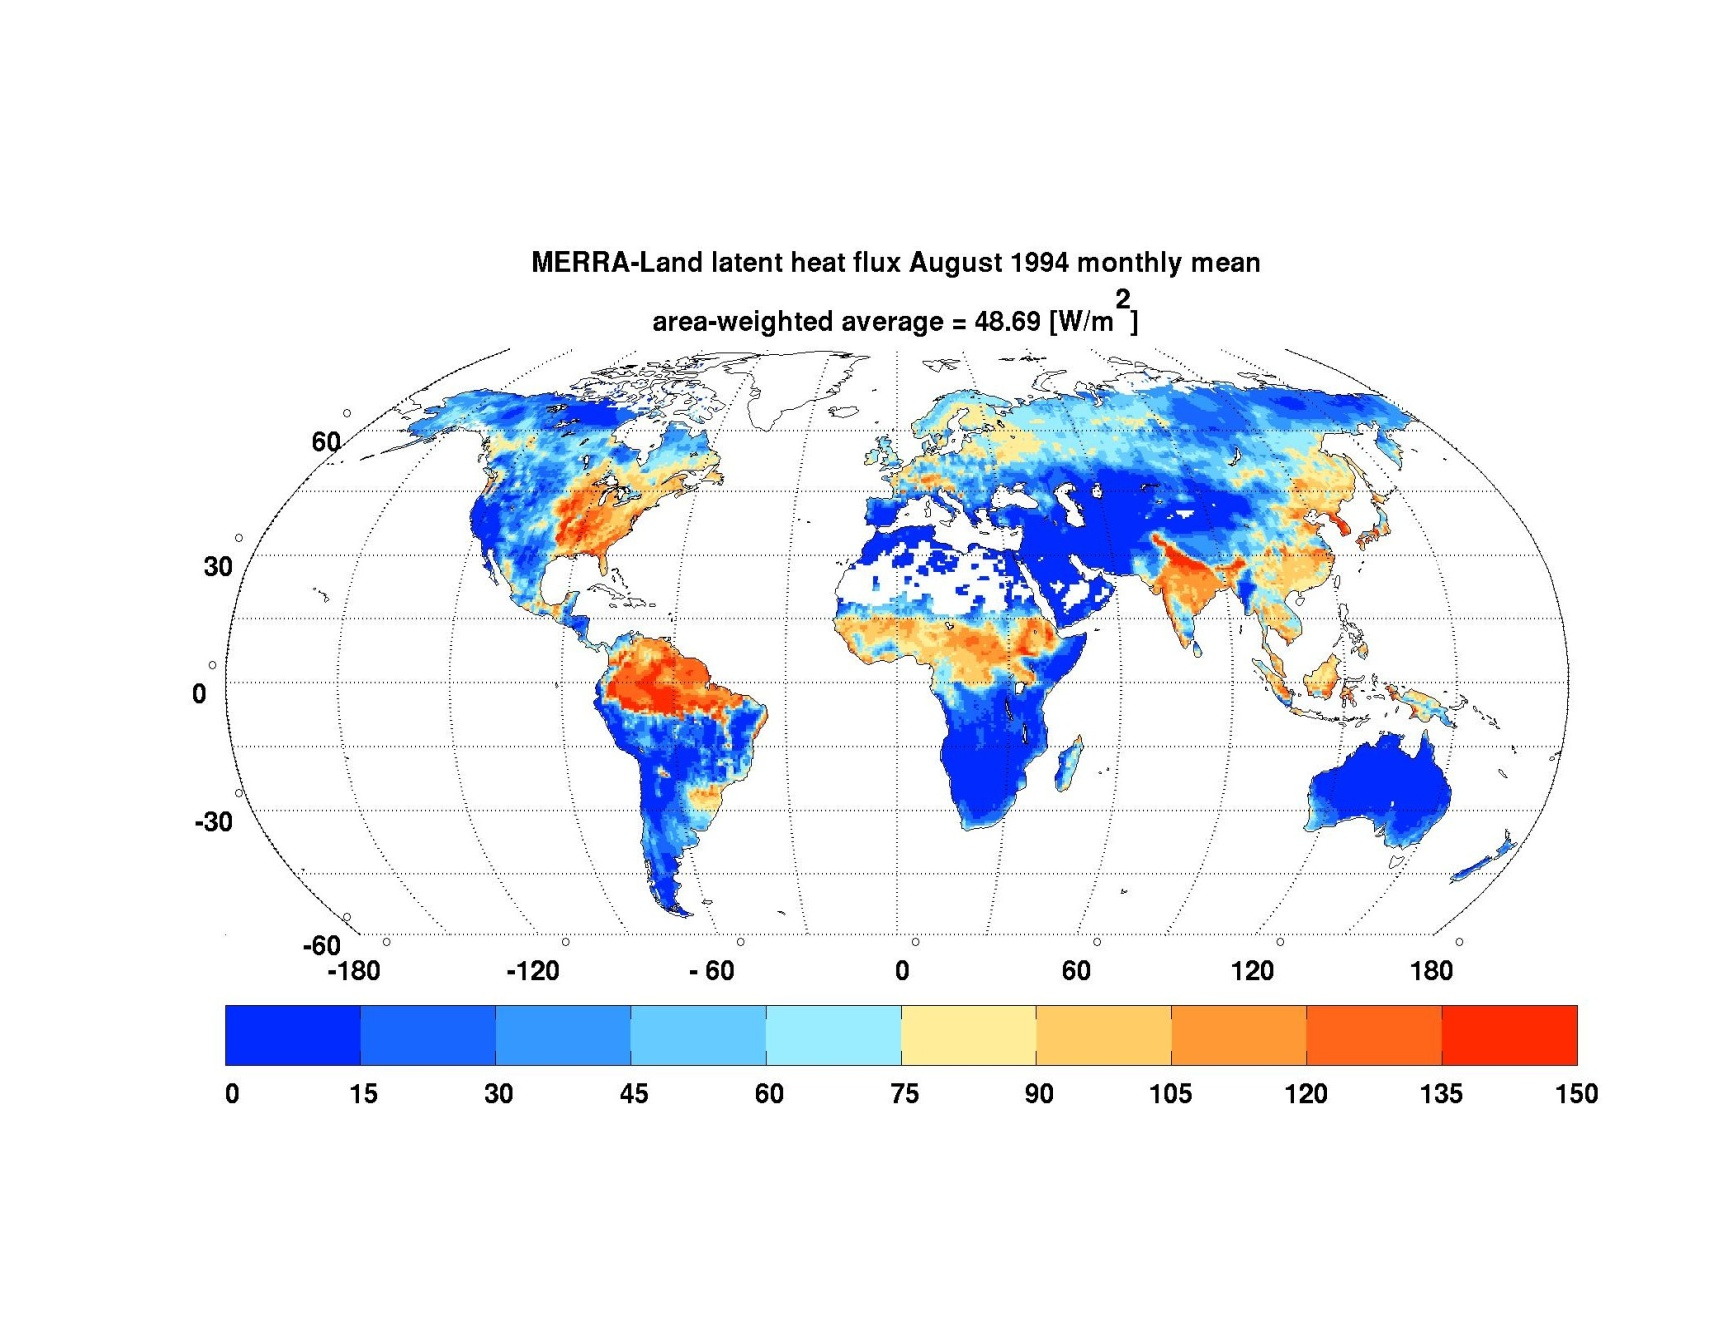 MERRA-Land latent heat flux August 1994 monthly mean
area-weighted average = 48.69 [W/m²]
60
30
0
-30
-60
-180 -120 - 60 0 60 120 180
0 15 30 45 60 75 90 105 120 135 150